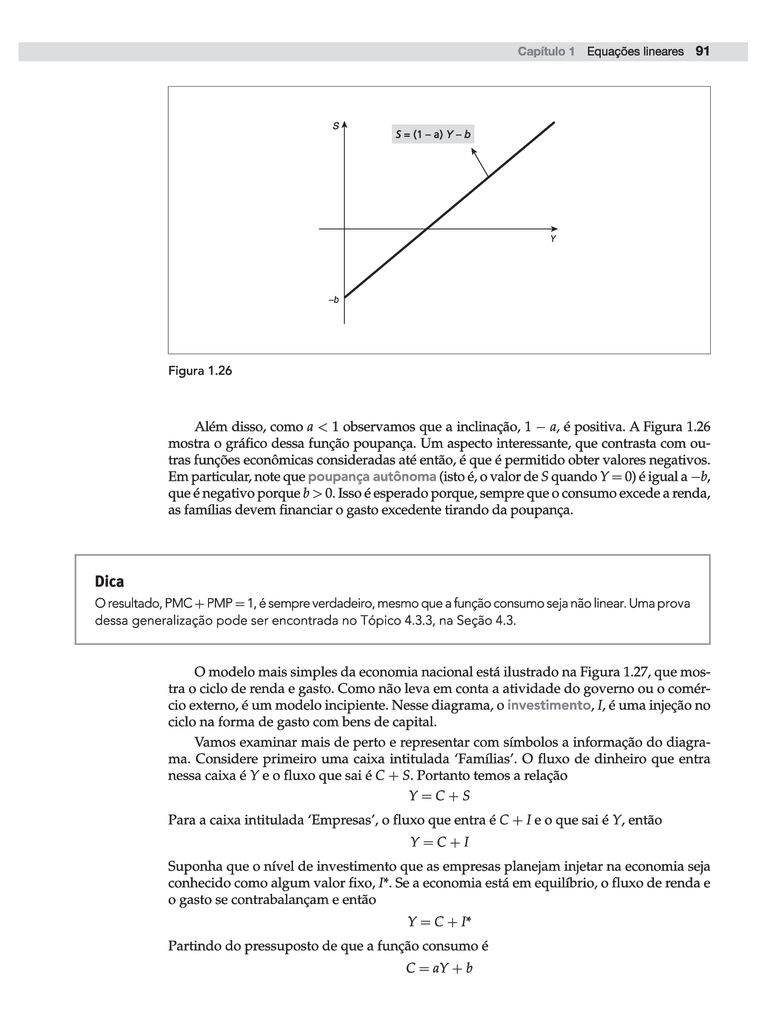 Capítulo 1 Equações lineares 91
S
S = (1 – a) Y – b
Y
–b
Figura 1.26
Além disso, como a < 1 observamos que a inclinação, 1 − a, é positiva. A Figura 1.26
mostra o gráfico dessa função poupança. Um aspecto interessante, que contrasta com ou-
tras funções econômicas consideradas até então, é que é permitido obter valores negativos.
Em particular, note que poupança autônoma (isto é, o valor de S quando Y = 0) é igual a −b,
que é negativo porque b > 0. Isso é esperado porque, sempre que o consumo excede a renda,
as famílias devem financiar o gasto excedente tirando da poupança.
Dica
O resultado, PMC + PMP = 1, é sempre verdadeiro, mesmo que a função consumo seja não linear. Uma prova
dessa generalização pode ser encontrada no Tópico 4.3.3, na Seção 4.3.
O modelo mais simples da economia nacional está ilustrado na Figura 1.27, que mos-
tra o ciclo de renda e gasto. Como não leva em conta a atividade do governo ou o comér-
cio externo, é um modelo incipiente. Nesse diagrama, o investimento, I, é uma injeção no
ciclo na forma de gasto com bens de capital.
Vamos examinar mais de perto e representar com símbolos a informação do diagra-
ma. Considere primeiro uma caixa intitulada ‘Famílias’. O fluxo de dinheiro que entra
nessa caixa é Y e o fluxo que sai é C + S. Portanto temos a relação
Y = C + S
Para a caixa intitulada ‘Empresas’, o fluxo que entra é C + I e o que sai é Y, então
Y = C + I
Suponha que o nível de investimento que as empresas planejam injetar na economia seja
conhecido como algum valor fixo, I*. Se a economia está em equilíbrio, o fluxo de renda e
o gasto se contrabalançam e então
Y = C + I*
Partindo do pressuposto de que a função consumo é
C = aY + b